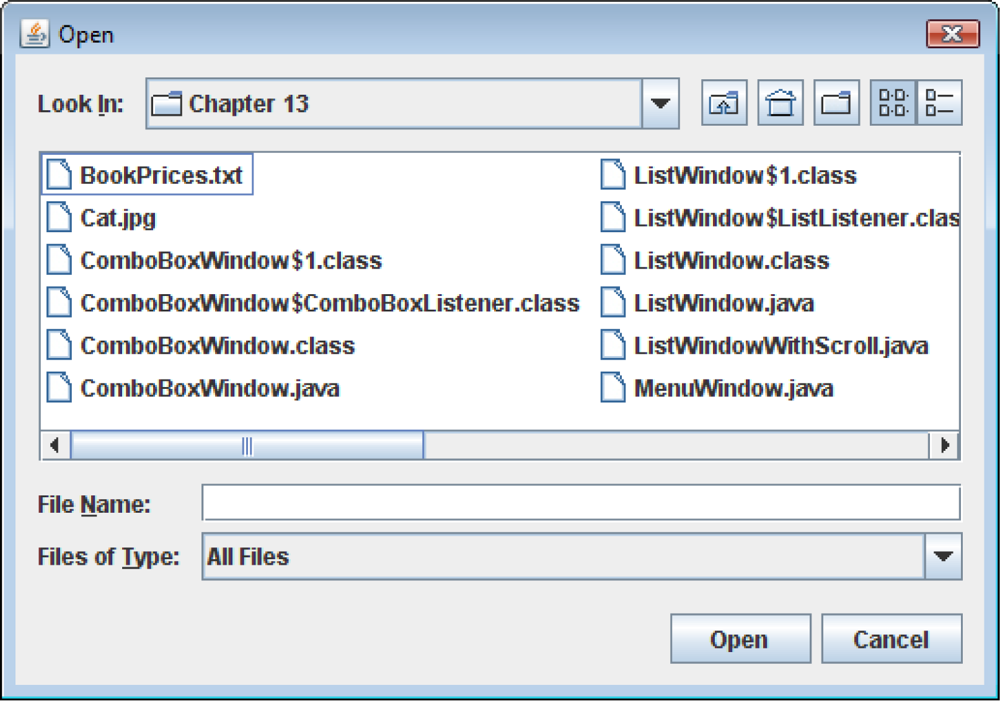 Open
Look In: Chapter 13
BookPrices.txt
Cat.jpg
ComboBoxWindow$1.class
ComboBoxWindow$ComboBoxListener.class
ComboBoxWindow.class
ComboBoxWindow.java
ListWindow$1.class
ListWindow$ListListener.clas
ListWindow.class
ListWindow.java
ListWindowWithScroll.java
MenuWindow.java
File Name:
Files of Type: All Files
Open Cancel